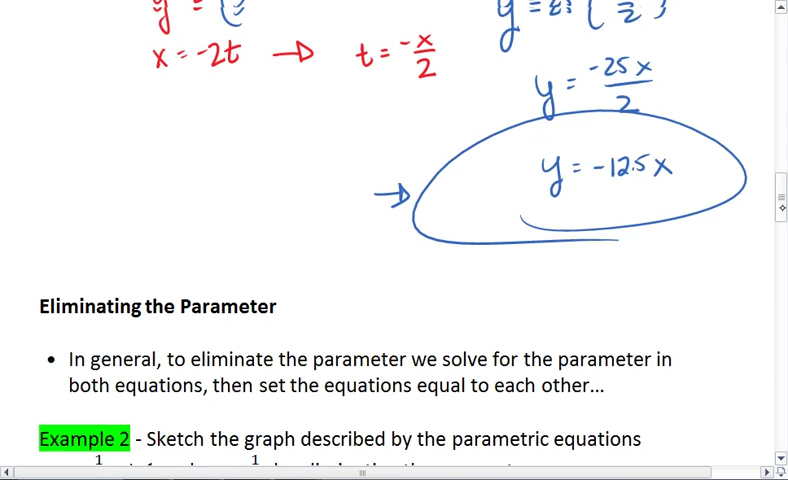 y =
y = 25 ( -x/2 )
x = -2t → t = -x/2
y = -25x/2
→ y = -12.5x
Eliminating the Parameter
• In general, to eliminate the parameter we solve for the parameter in
both equations, then set the equations equal to each other...
Example 2 - Sketch the graph described by the parametric equations